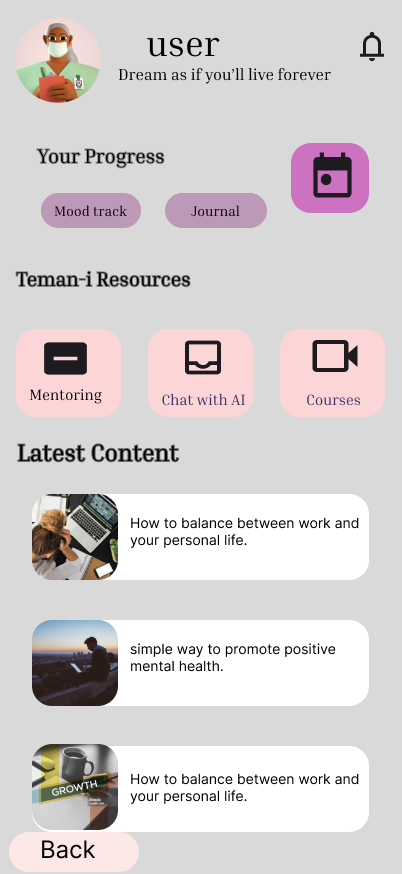 user
Dream as if you'll live forever
Your Progress
Mood track
Journal
Teman-i Resources
Mentoring
Chat with AI
Courses
Latest Content
How to balance between work and
your personal life.
simple way to promote positive
mental health.
GROWTH
How to balance between work and
your personal life.
Back